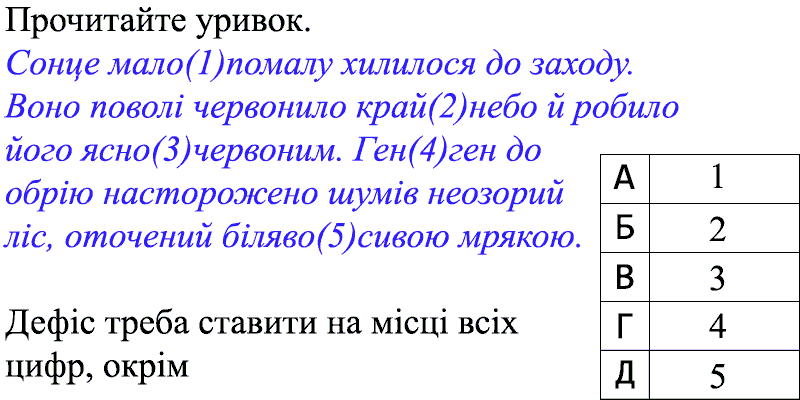 Прочитайте уривок.
Сонце мало(1)помалу хилилося до заходу.
Воно поволі червонило край(2)небо й робило
його ясно(3)червоним. Ген(4)ген до
обрію насторожено шумів неозорий
ліс, оточений біляво(5)сивою мрякою.
Дефіс треба ставити на місці всіх
цифр, окрім
А 1
Б 2
В 3
Г 4
Д 5